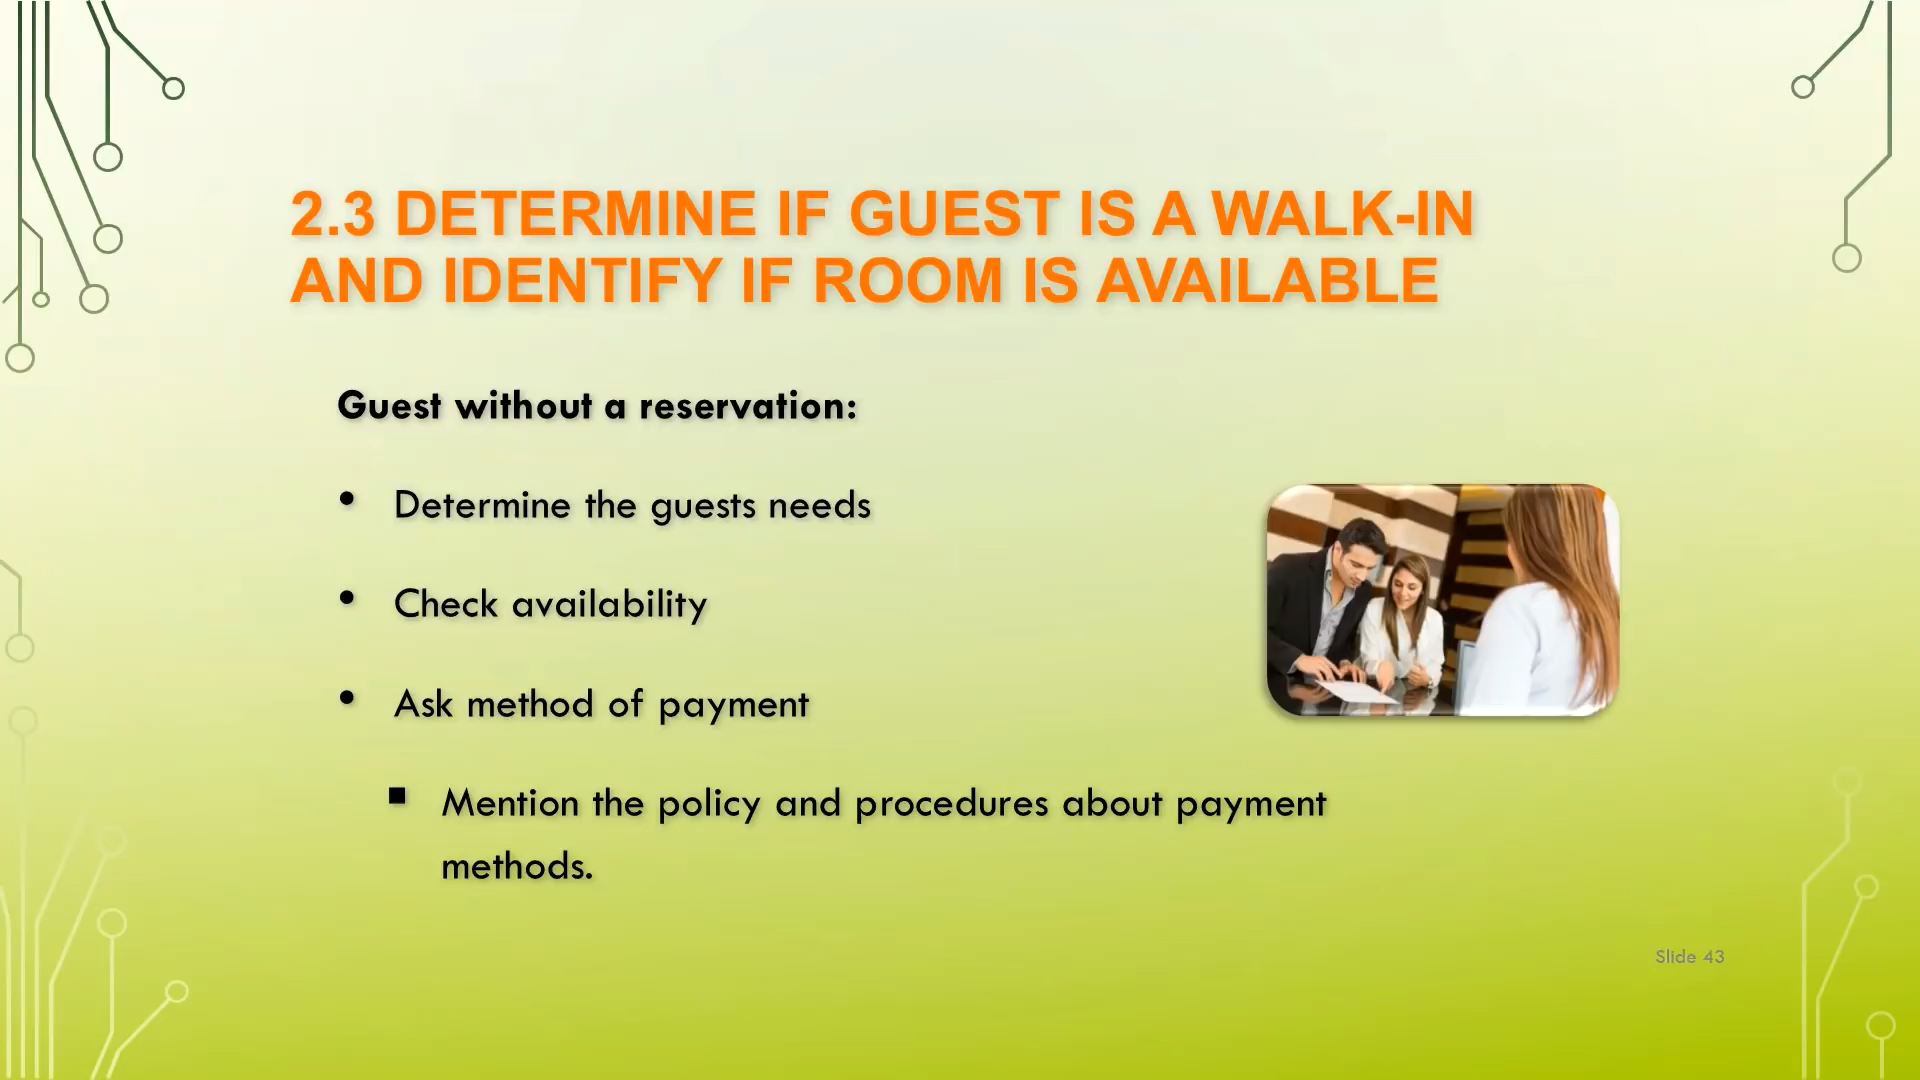 2.3 DETERMINE IF GUEST IS A WALK-IN
AND IDENTIFY IF ROOM IS AVAILABLE
Guest without a reservation:
• Determine the guests needs
• Check availability
• Ask method of payment
▪ Mention the policy and procedures about payment
methods.
Slide 43